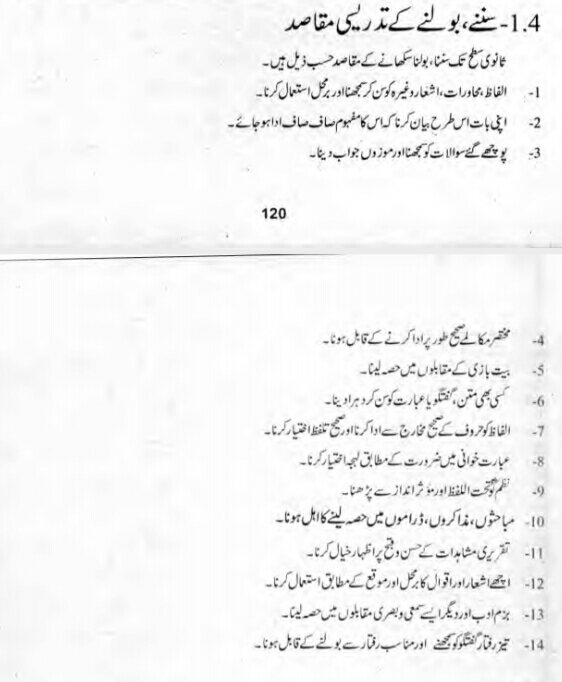 1.4- سننے، بولنے کے تدریسی مقاصد
ثانوی سطح تک سننا، بولنا سکھانے کے مقاصد حسب ذیل ہیں۔
1- الفاظ، محاورات، اشعار وغیرہ کو سن کر سمجھنا اور برمحل استعمال کرنا۔
2- اپنی بات اس طرح بیان کرنا کہ اس کا مفہوم صاف صاف ادا ہو جائے۔
3- پوچھے گئے سوالات کو سمجھنا اور موزوں جواب دینا۔
120
4- مختصر مکالمے صحیح طور پر ادا کرنے کے قابل ہونا۔
5- بیت بازی کے مقابلوں میں حصہ لینا۔
6- کسی بھی متن، گفتگو یا عبارت کو سن کر دہرا دینا۔
7- الفاظ کو حروف کے صحیح مخارج سے ادا کرنا اور صحیح تلفظ اختیار کرنا۔
8- عبارت خوانی میں ضرورت کے مطابق لہجہ اختیار کرنا۔
9- نظم کو تحت اللفظ اور مؤثر انداز سے پڑھنا۔
10- مباحثوں، مذاکروں، ڈراموں میں حصہ لینے کا اہل ہونا۔
11- تقریری مشاہدات کے حسن و قبح پر اظہار خیال کرنا۔
12- اچھے اشعار اور اقوال کا برمحل اور موقع کے مطابق استعمال کرنا۔
13- بزم ادب اور دیگر ایسے سمعی و بصری مقابلوں میں حصہ لینا۔
14- تیز رفتار گفتگو کو سمجھنے اور مناسب رفتار سے بولنے کے قابل ہونا۔